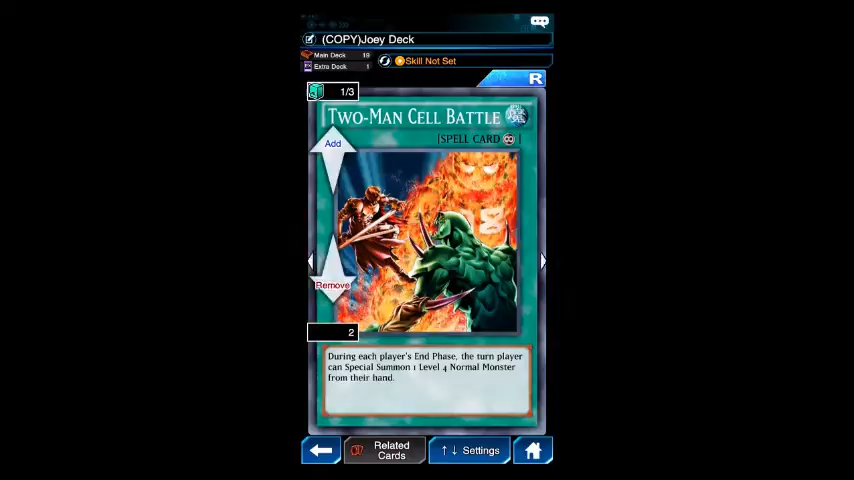 (COPY)Joey Deck
Main Deck 19
Extra Deck 1
Skill Not Set
R
1/3
TWO-MAN CELL BATTLE
[SPELL CARD ]
Add
Remove
2
During each player's End Phase, the turn player
can Special Summon 1 Level 4 Normal Monster
from their hand.
Related
Cards
↑↓ Settings